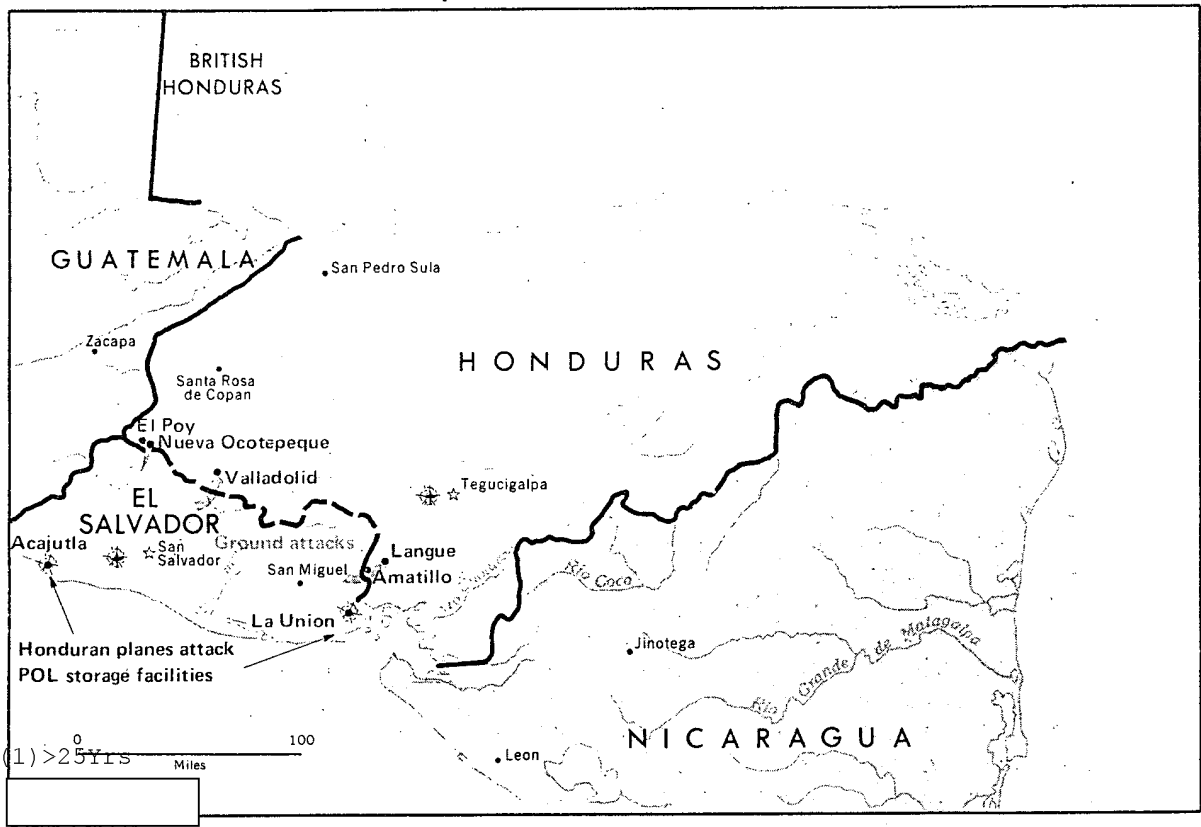 BRITISH
HONDURAS
GUATEMALA
San Pedro Sula
Zacapa
HONDURAS
Santa Rosa
de Copan
El Poy
Nueva Ocotepeque
Valladolid
Tegucigalpa
EL
SALVADOR
Acajutla
San
Salvador
Ground attacks
Langue
San Miguel
Amatillo
Río Coco
La Union
Honduran planes attack
POL storage facilities
Jinotega
Río Grande de Matagalpa
NICARAGUA
Leon
0 100
Miles
(1)>25Yrs